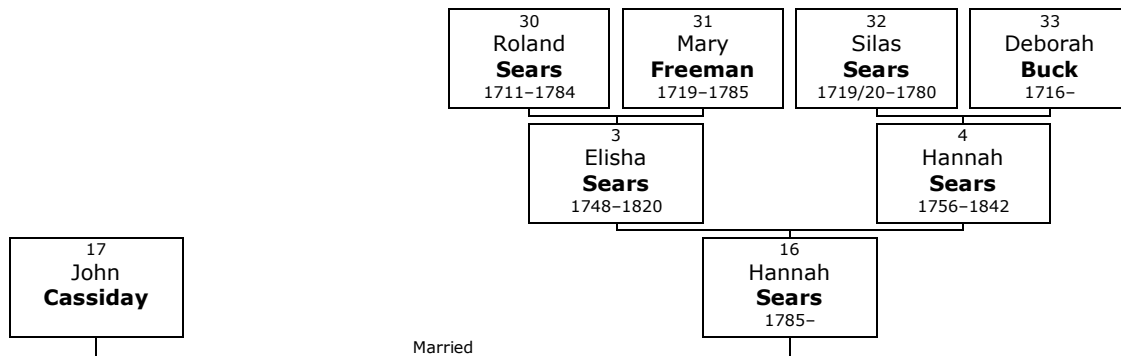 30
Roland
Sears
1711–1784
31
Mary
Freeman
1719–1785
32
Silas
Sears
1719/20–1780
33
Deborah
Buck
1716–
3
Elisha
Sears
1748–1820
4
Hannah
Sears
1756–1842
17
John
Cassiday
16
Hannah
Sears
1785–
Married